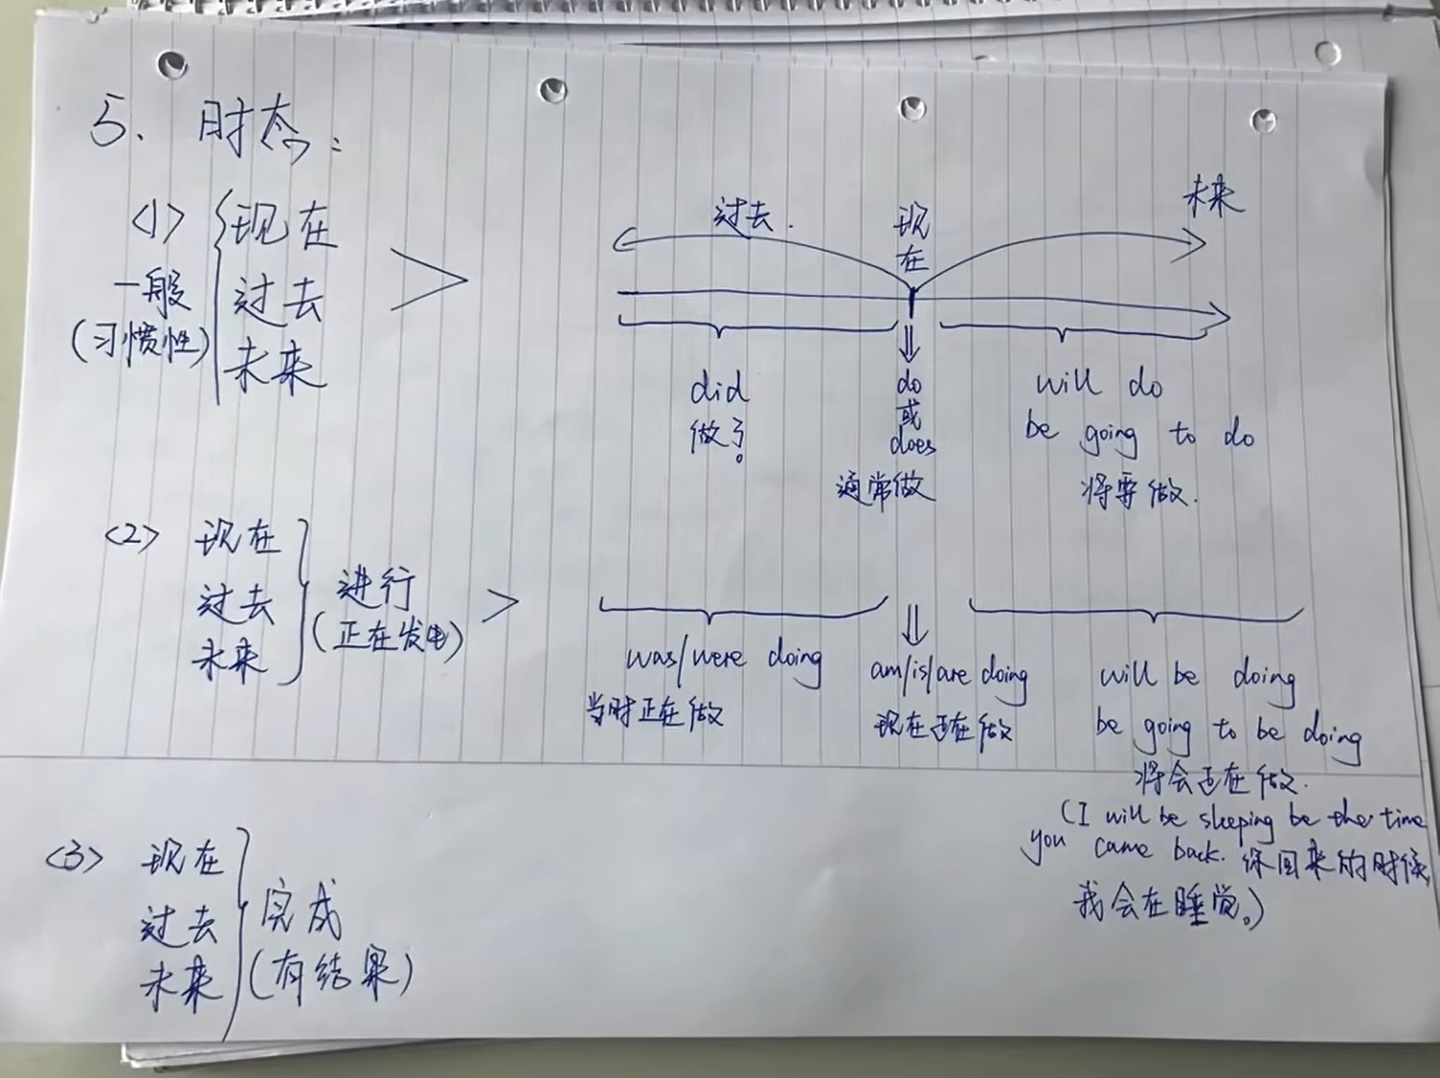 5、时态：
<1>
一般
(习惯性)
现在
过去
未来
>
过去.
现
在
未来
did
做了。
do
或
does
通常做
will do
be going to do
将要做.
<2>
现在
过去
未来
进行
(正在发电)
>
was/were doing
当时正在做
am/is/are doing
现在正在做
will be doing
be going to be doing
将会正在做.
(I will be sleeping be the time
you came back. 你回来的时候,
我会在睡觉。)
<3>
现在
过去
未来
完成
(有结果)